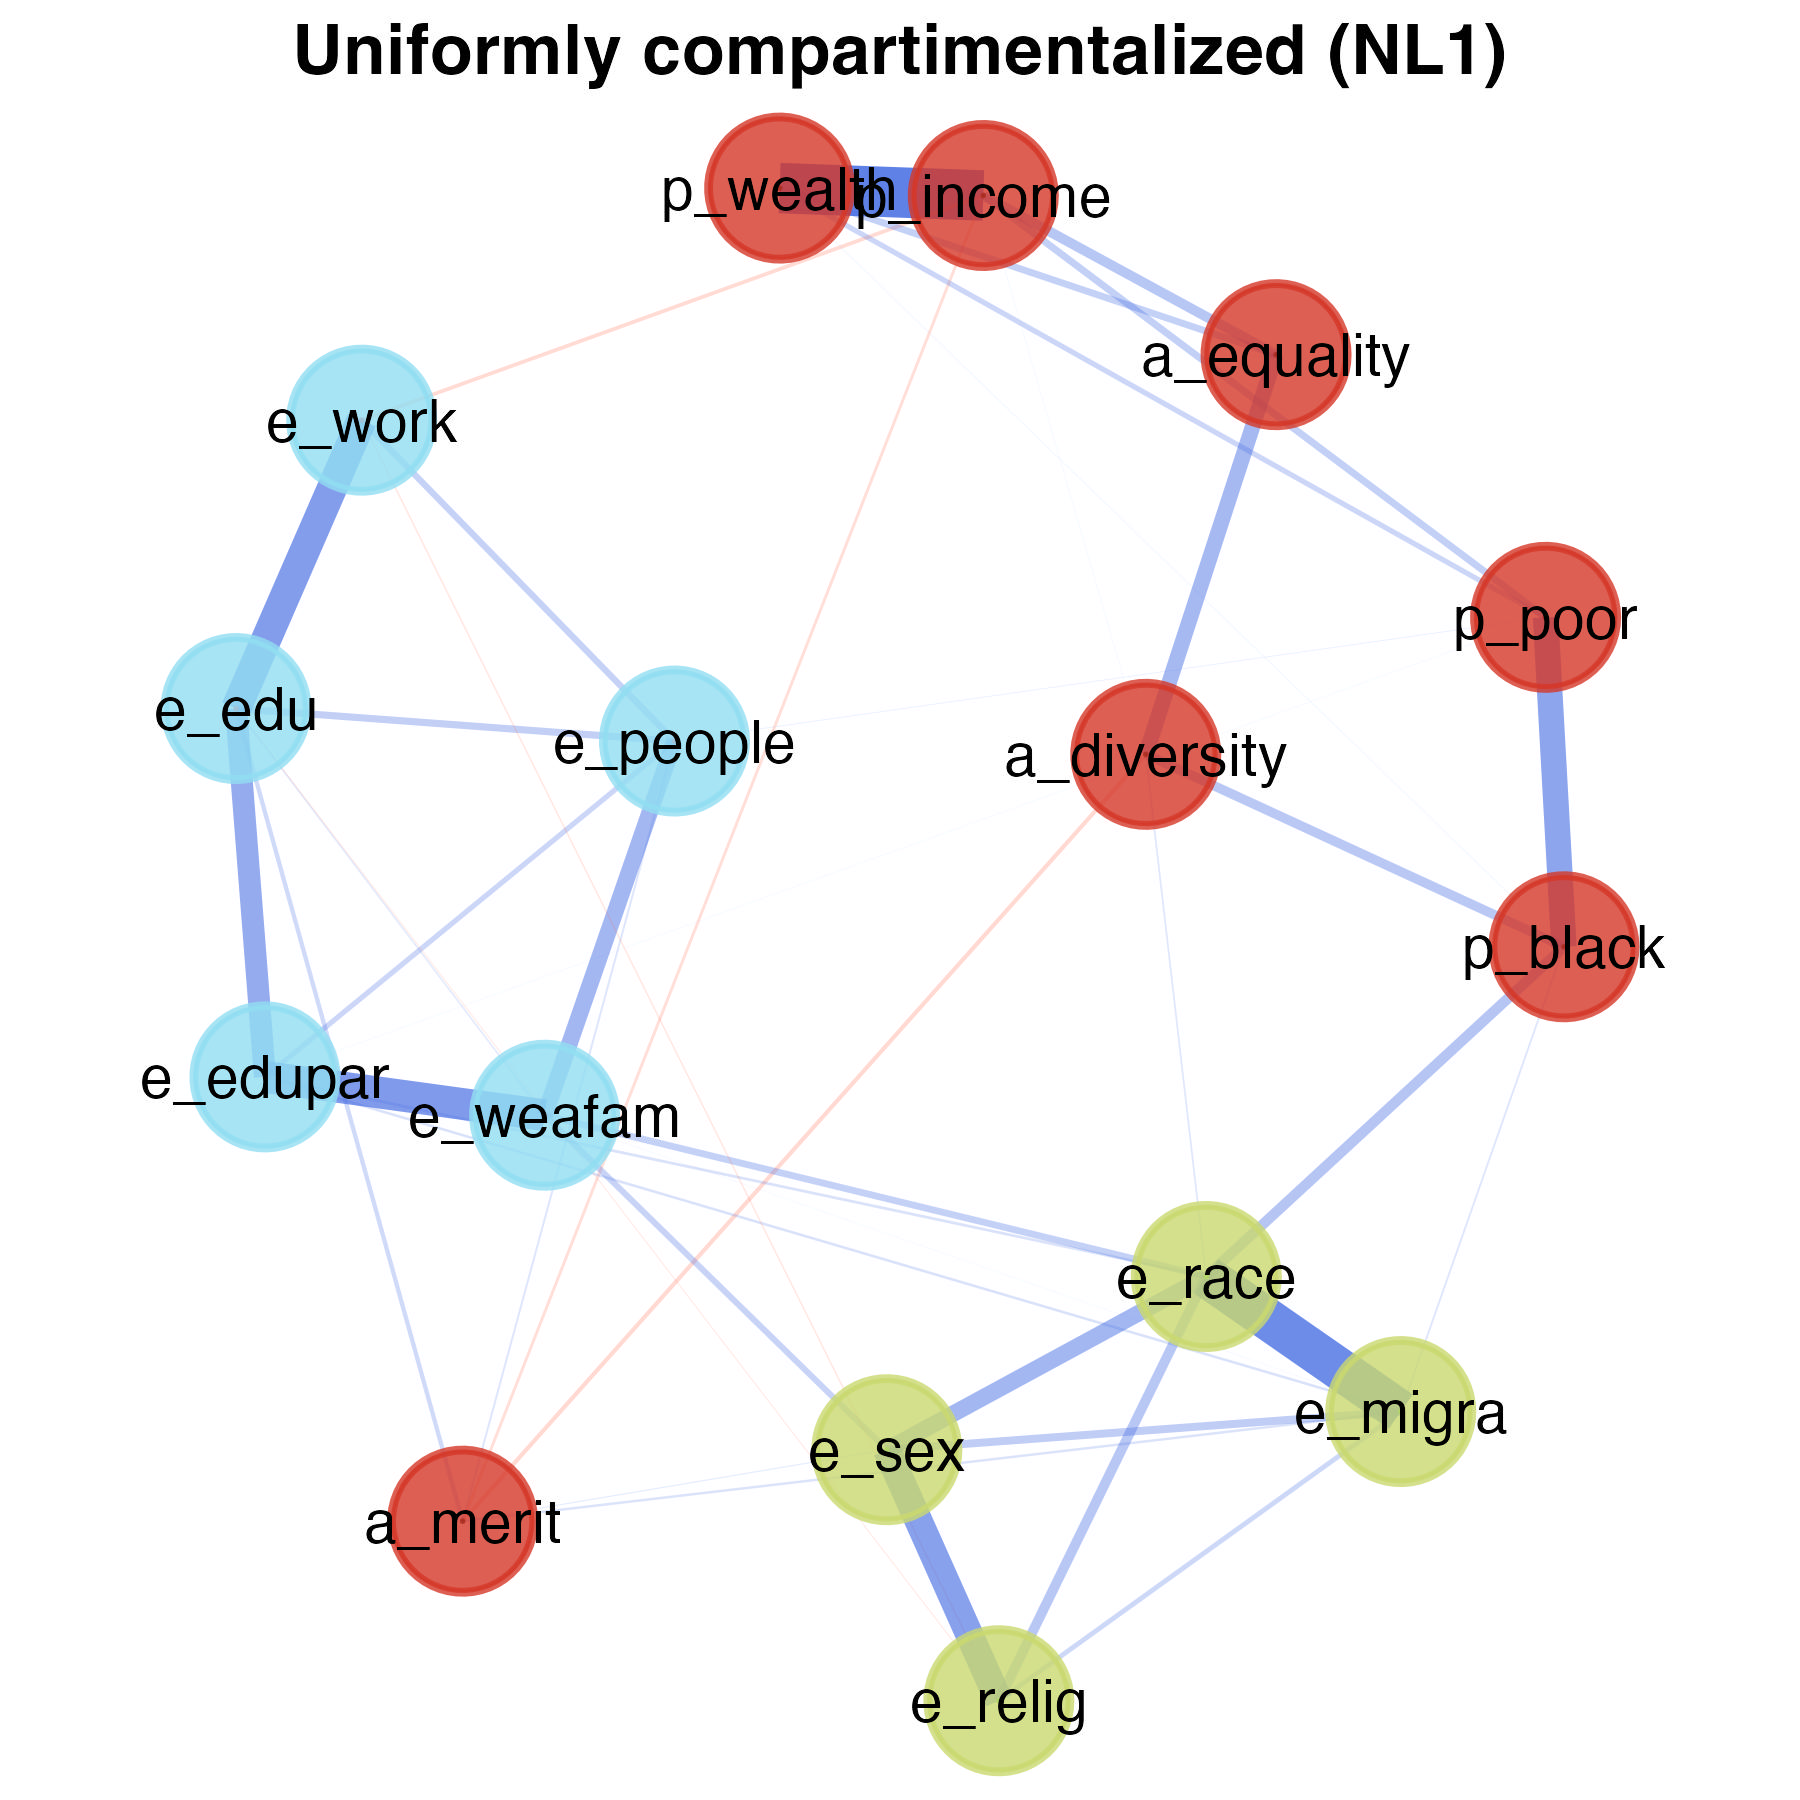 Uniformly compartimentalized (NL1)
p_wealth
p_income
a_equality
e_work
p_poor
e_edu
e_people
a_diversity
p_black
e_edupar
e_weafam
e_race
e_migra
e_sex
a_merit
e_relig